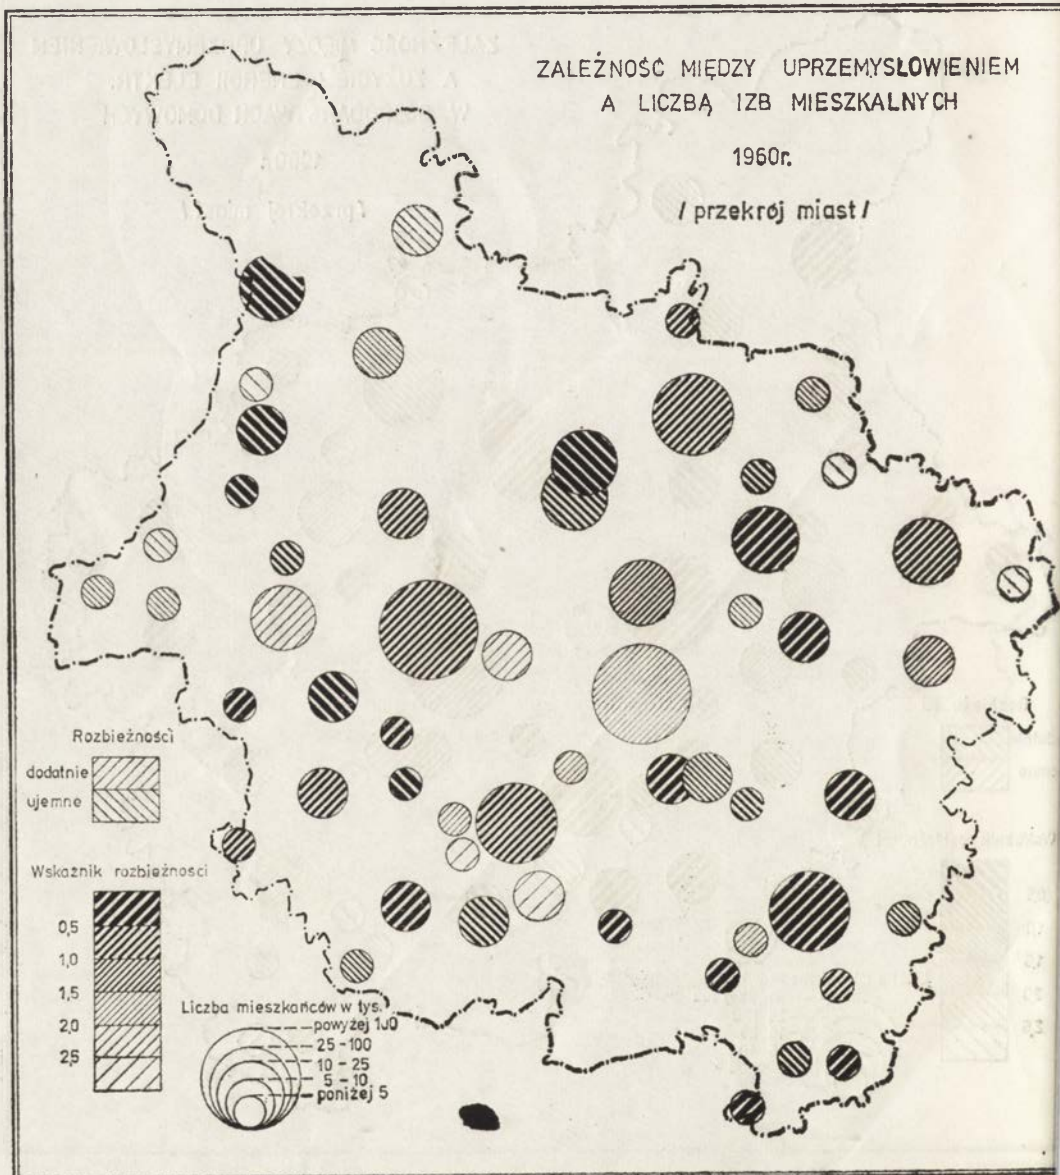 ZALEŻNOŚĆ MIĘDZY UPRZEMYSŁOWIENIEM
A LICZBĄ IZB MIESZKALNYCH
1960r.
/ przekrój miast /
Rozbieżności
dodatnie
ujemne
Wskaźnik rozbieżności
0,5
1,0
1,5
2,0
2,5
Liczba mieszkańców w tys.
powyżej 100
25 - 100
10 - 25
5 - 10
poniżej 5